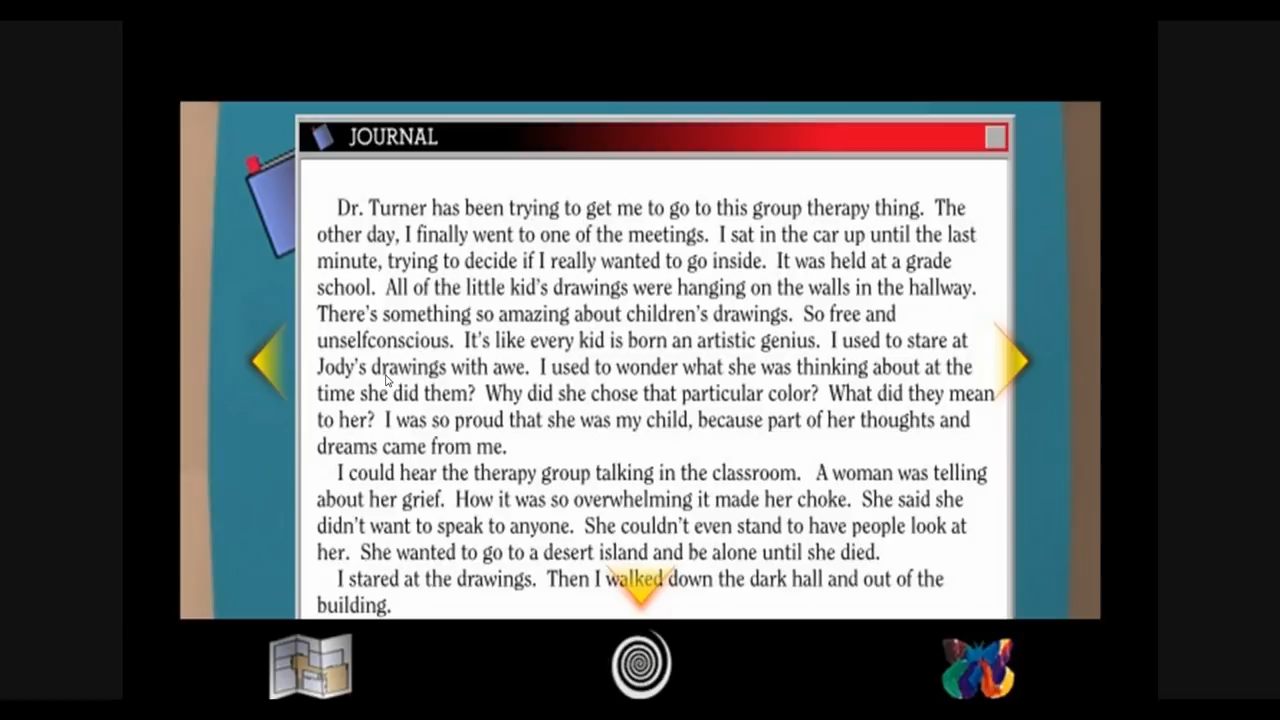 JOURNAL
Dr. Turner has been trying to get me to go to this group therapy thing. The
other day, I finally went to one of the meetings. I sat in the car up until the last
minute, trying to decide if I really wanted to go inside. It was held at a grade
school. All of the little kid's drawings were hanging on the walls in the hallway.
There's something so amazing about children's drawings. So free and
unselfconscious. It's like every kid is born an artistic genius. I used to stare at
Jody's drawings with awe. I used to wonder what she was thinking about at the
time she did them? Why did she chose that particular color? What did they mean
to her? I was so proud that she was my child, because part of her thoughts and
dreams came from me.
I could hear the therapy group talking in the classroom. A woman was telling
about her grief. How it was so overwhelming it made her choke. She said she
didn't want to speak to anyone. She couldn't even stand to have people look at
her. She wanted to go to a desert island and be alone until she died.
I stared at the drawings. Then I walked down the dark hall and out of the
building.